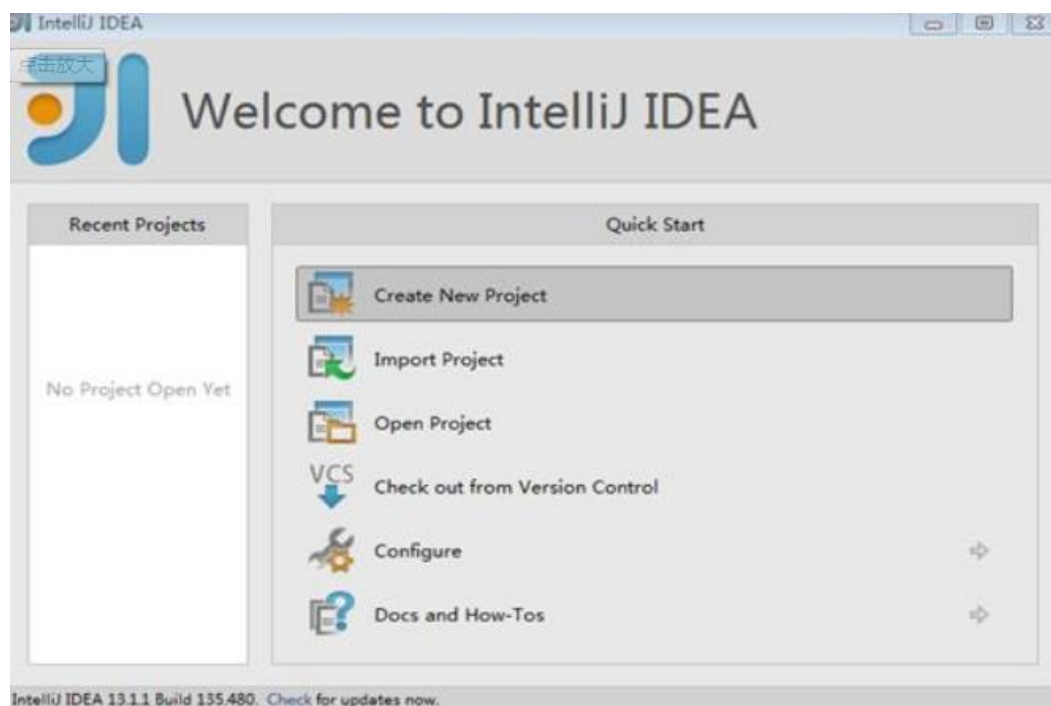 IntelliJ IDEA
点击放大
Welcome to IntelliJ IDEA
Recent Projects
Quick Start
No Project Open Yet
Create New Project
Import Project
Open Project
VCS
Check out from Version Control
Configure
Docs and How-Tos
IntelliJ IDEA 13.1.1 Build 135.480. Check for updates now.